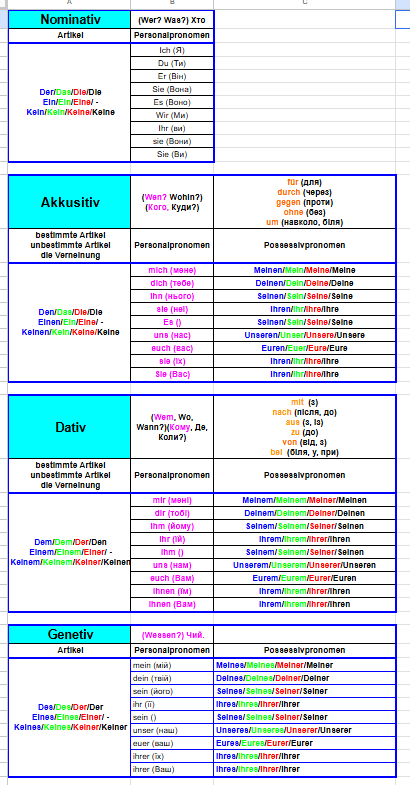 A B C
Nominativ (Wer? Was?) Хто
Artikel Personalpronomen
Der/Das/Die/Die
Ein/Ein/Eine/ -
Kein/Kein/Keine/Keine
Ich (Я)
Du (Ти)
Er (Він)
Sie (Вона)
Es (Воно)
Wir (Ми)
Ihr (ви)
sie (Вони)
Sie (Ви)
Akkusitiv
(Wen? Wohin?)
(Кого, Куди?)
für (для)
durch (через)
gegen (проти)
ohne (без)
um (навколо, біля)
bestimmte Artikel
unbestimmte Artikel
die Verneinung
Personalpronomen
Possessivpronomen
Den/Das/Die/Die
Einen/Ein/Eine/ -
Keinen/Kein/Keine/Keine
mich (мене) Meinen/Mein/Meine/Meine
dich (тебе) Deinen/Dein/Deine/Deine
ihn (нього) Seinen/Sein/Seine/Seine
sie (неї) Ihren/Ihr/Ihre/Ihre
Es () Seinen/Sein/Seine/Seine
uns (нас) Unseren/Unser/Unsere/Unsere
euch (вас) Euren/Euer/Eure/Eure
sie (їх) Ihren/Ihr/Ihre/Ihre
Sie (Вас) Ihren/Ihr/Ihre/Ihre
Dativ
(Wem, Wo,
Wann?)(Кому, Де,
Коли?)
mit (з)
nach (після, до)
aus (з, із)
zu (до)
von (від, з)
bei (біля, у, при)
bestimmte Artikel
unbestimmte Artikel
die Verneinung
Personalpronomen
Possessivpronomen
Dem/Dem/Der/Den
Einem/Einem/Einer/ -
Keinem/Keinem/Keiner/Keinen
mir (мені) Meinem/Meinem/Meiner/Meinen
dir (тобі) Deinem/Deinem/Deiner/Deinen
ihm (йому) Seinem/Seinem/Seiner/Seinen
ihr (їй) Ihrem/Ihrem/Ihrer/Ihren
ihm () Seinem/Seinem/Seiner/Seinen
uns (нам) Unserem/Unserem/Unserer/Unseren
euch (Вам) Eurem/Eurem/Eurer/Euren
ihnen (їм) Ihrem/Ihrem/Ihrer/Ihren
Ihnen (Вам) Ihrem/Ihrem/Ihrer/Ihren
Genetiv (Wessen?) Чий.
Artikel Personalpronomen Possessivpronomen
Des/Des/Der/Der
Eines/Eines/Einer/ -
Keines/Keines/Keiner/Keiner
mein (мій) Meines/Meines/Meiner/Meiner
dein (твій) Deines/Deines/Deiner/Deiner
sein (його) Seines/Seines/Seiner/Seiner
ihr (її) Ihres/Ihres/Ihrer/Ihrer
sein () Seines/Seines/Seiner/Seiner
unser (наш) Unseres/Unseres/Unserer/Unserer
euer (ваш) Eures/Eures/Eurer/Eurer
ihrer (їх) Ihres/Ihres/Ihrer/Ihrer
ihrer (Ваш) Ihres/Ihres/Ihrer/Ihrer